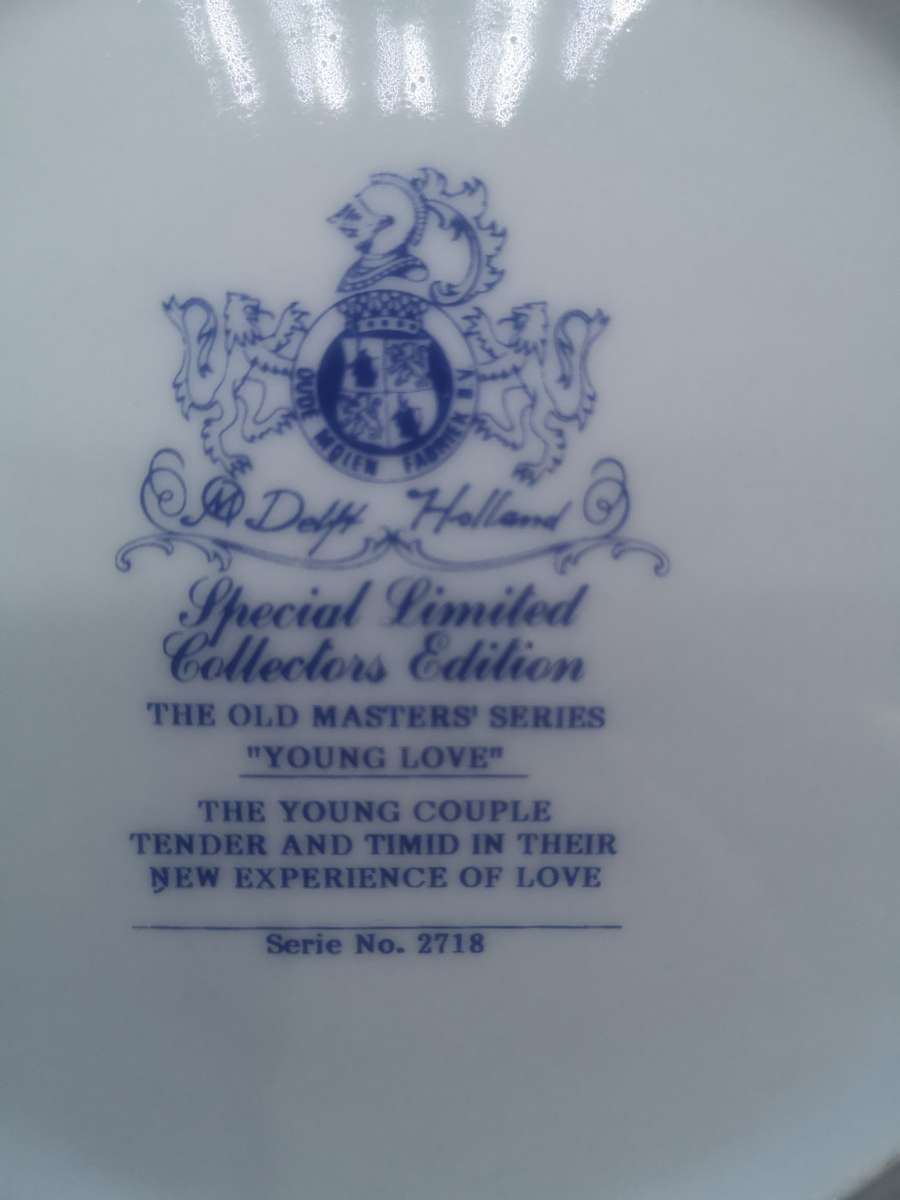 OUDE MOLEN FABRIEK NV
M Delft Holland
Special Limited
Collectors Edition
THE OLD MASTERS' SERIES
"YOUNG LOVE"
THE YOUNG COUPLE
TENDER AND TIMID IN THEIR
NEW EXPERIENCE OF LOVE
Serie No. 2718